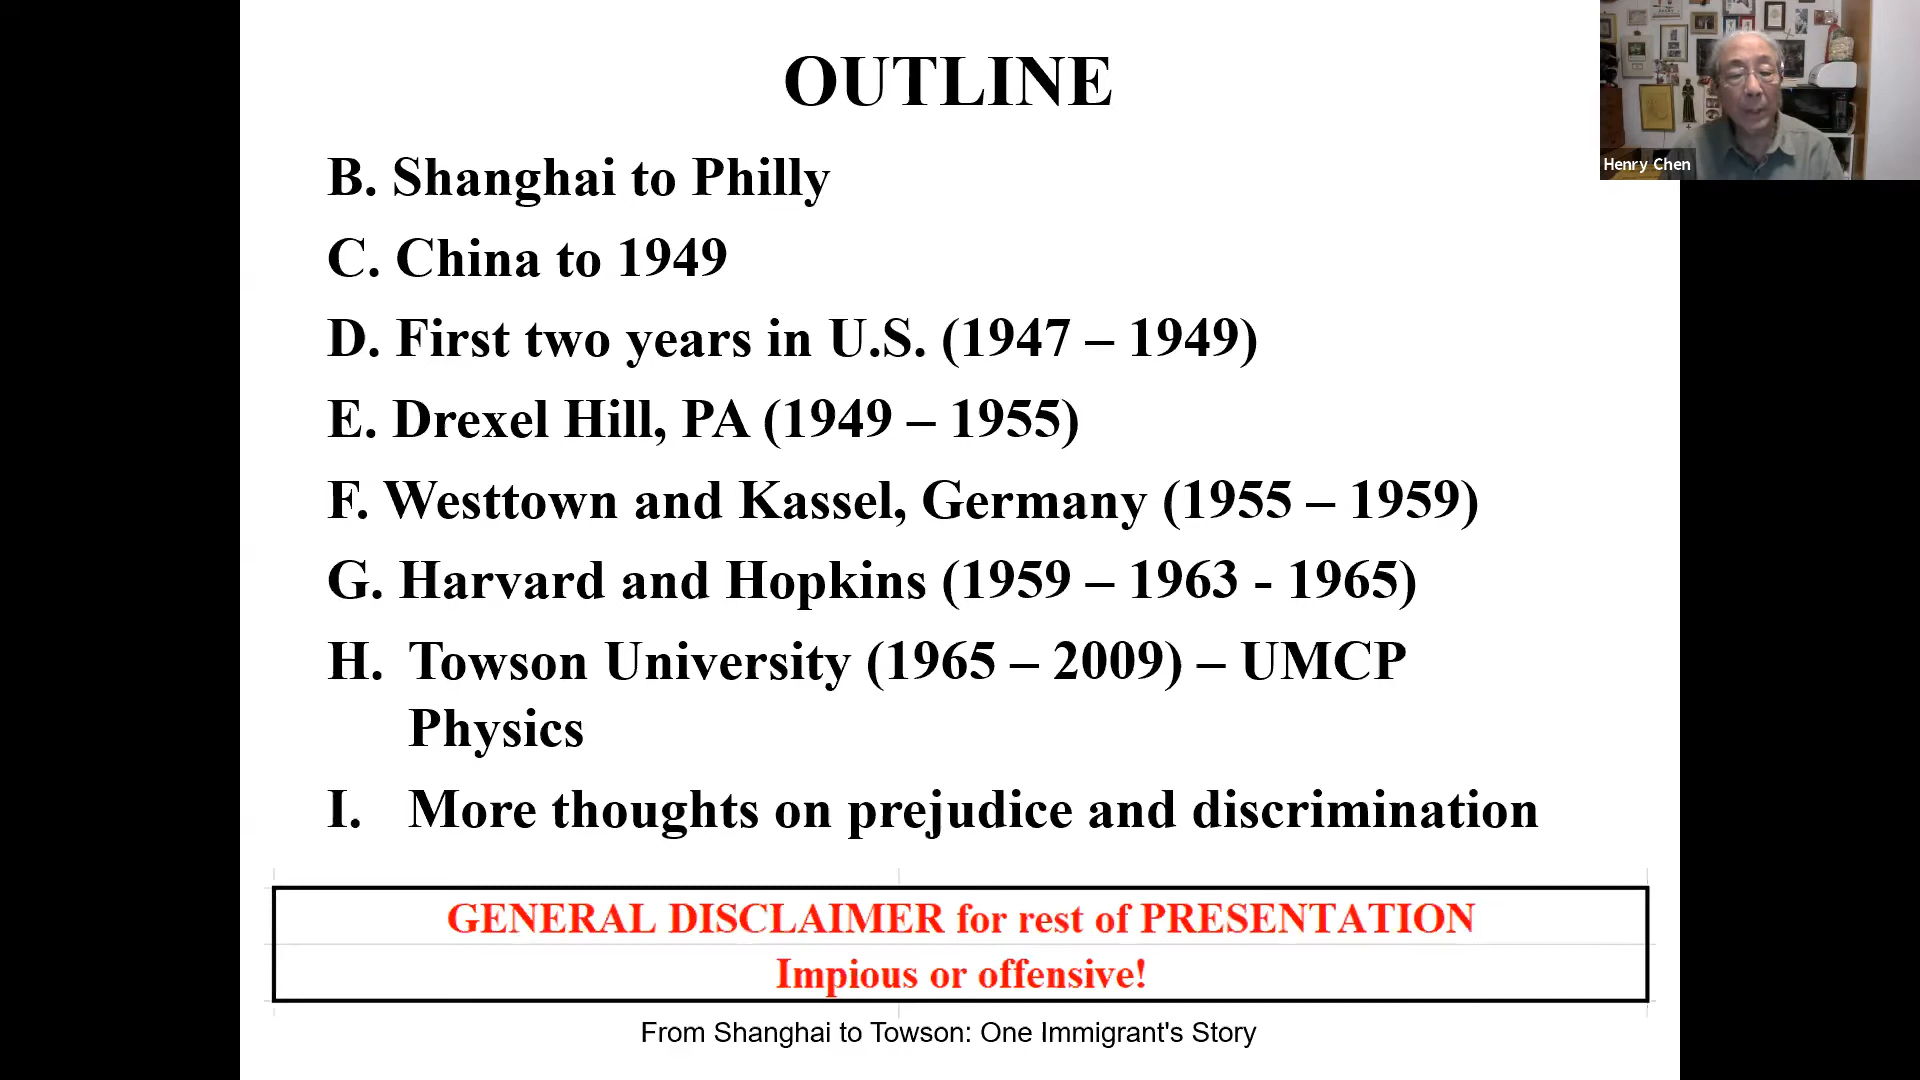 OUTLINE
B. Shanghai to Philly
C. China to 1949
D. First two years in U.S. (1947 – 1949)
E. Drexel Hill, PA (1949 – 1955)
F. Westtown and Kassel, Germany (1955 – 1959)
G. Harvard and Hopkins (1959 – 1963 - 1965)
H. Towson University (1965 – 2009) – UMCP
Physics
I. More thoughts on prejudice and discrimination
GENERAL DISCLAIMER for rest of PRESENTATION
Impious or offensive!
From Shanghai to Towson: One Immigrant's Story
Henry Chen